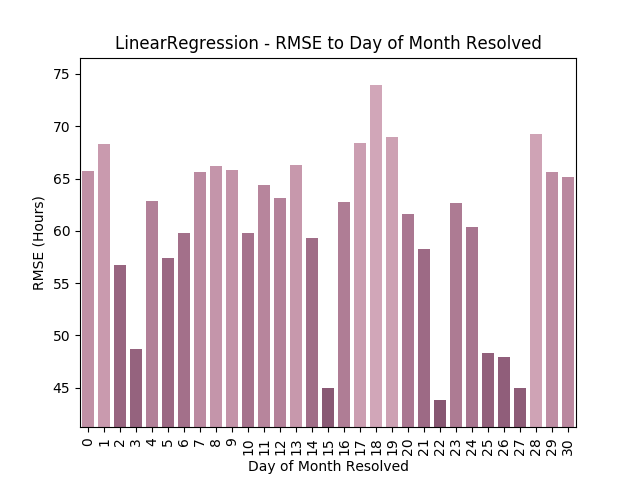 LinearRegression - RMSE to Day of Month Resolved
75
70
65
60
55
50
45
RMSE (Hours)
0 1 2 3 4 5 6 7 8 9 10 11 12 13 14 15 16 17 18 19 20 21 22 23 24 25 26 27 28 29 30
Day of Month Resolved